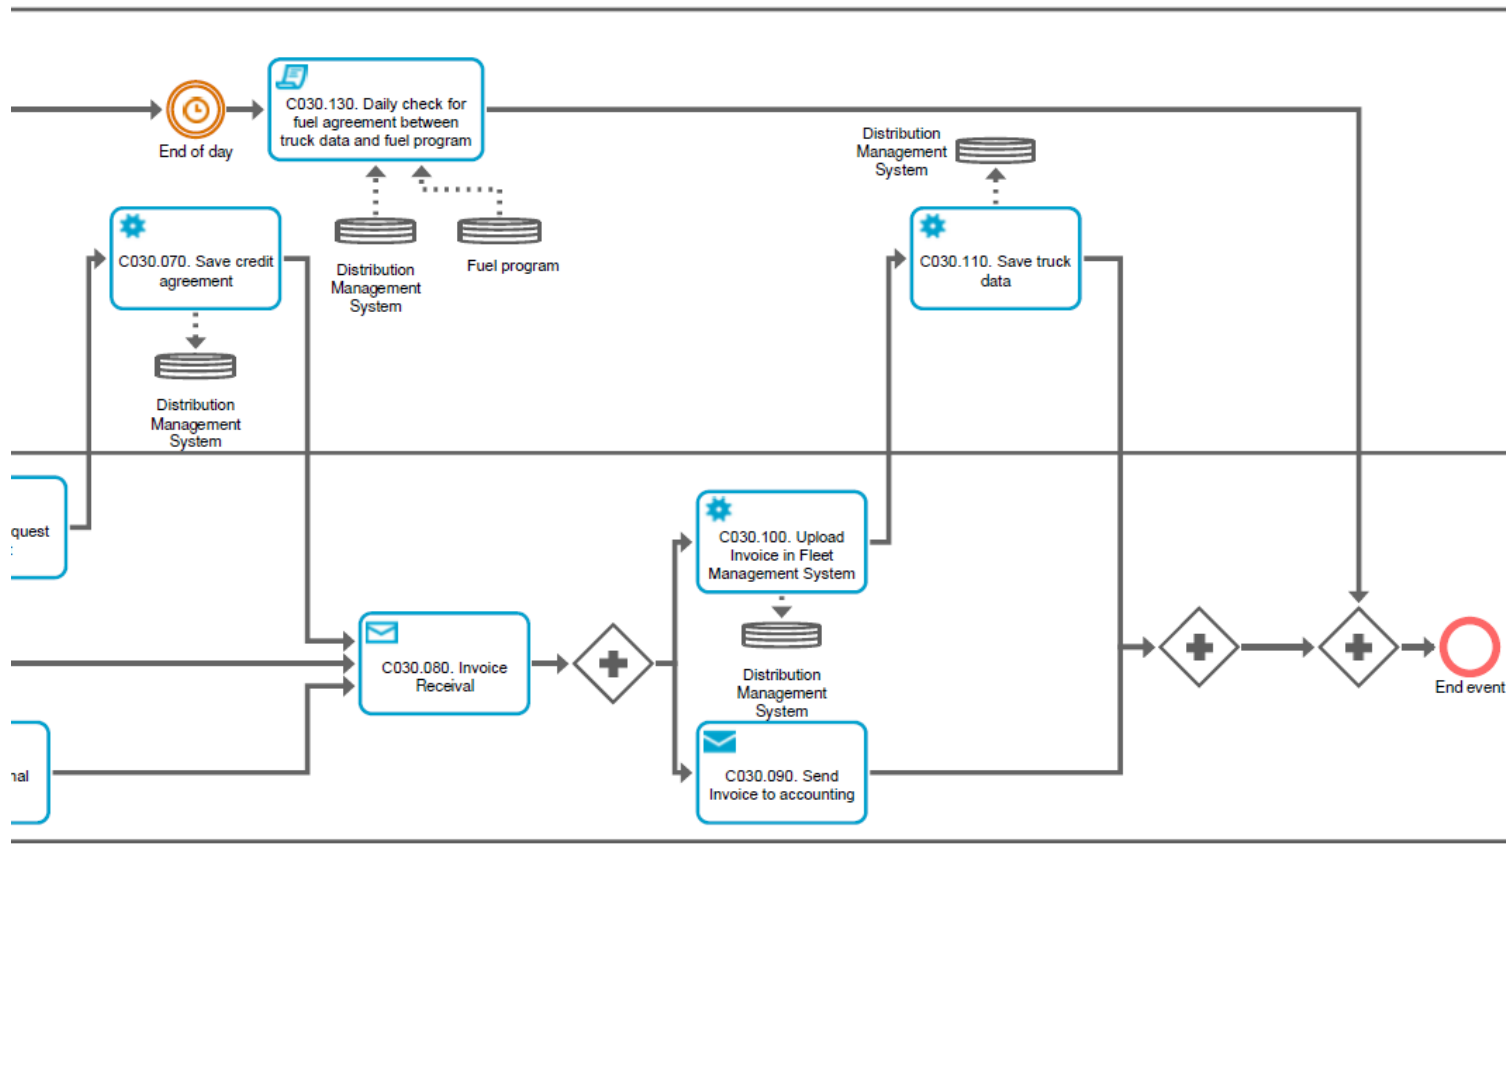 C030.130. Daily check for
fuel agreement between
truck data and fuel program
End of day
Distribution
Management
System
C030.070. Save credit
agreement
Distribution
Management
System
Fuel program
C030.110. Save truck
data
Distribution
Management
System
quest
C030.100. Upload
Invoice in Fleet
Management System
C030.080. Invoice
Receival
Distribution
Management
System
End event
nal
C030.090. Send
Invoice to accounting